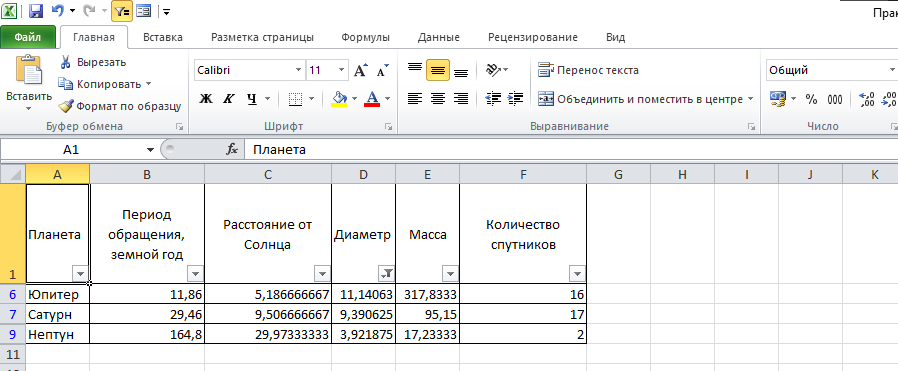 Прак
Файл Главная Вставка Разметка страницы Формулы Данные Рецензирование Вид
Вставить
Вырезать
Копировать
Формат по образцу
Буфер обмена
Calibri 11 A A
Ж К Ч A
Шрифт
Перенос текста
Объединить и поместить в центре
Выравнивание
Общий
% 000 ,0 ,00
Число
A1 fx Планета
A B C D E F G H I J K
1 Планета Период обращения, земной год Расстояние от Солнца Диаметр Масса Количество спутников
6 Юпитер 11,86 5,186666667 11,14063 317,8333 16
7 Сатурн 29,46 9,506666667 9,390625 95,15 17
9 Нептун 164,8 29,97333333 3,921875 17,23333 2
11